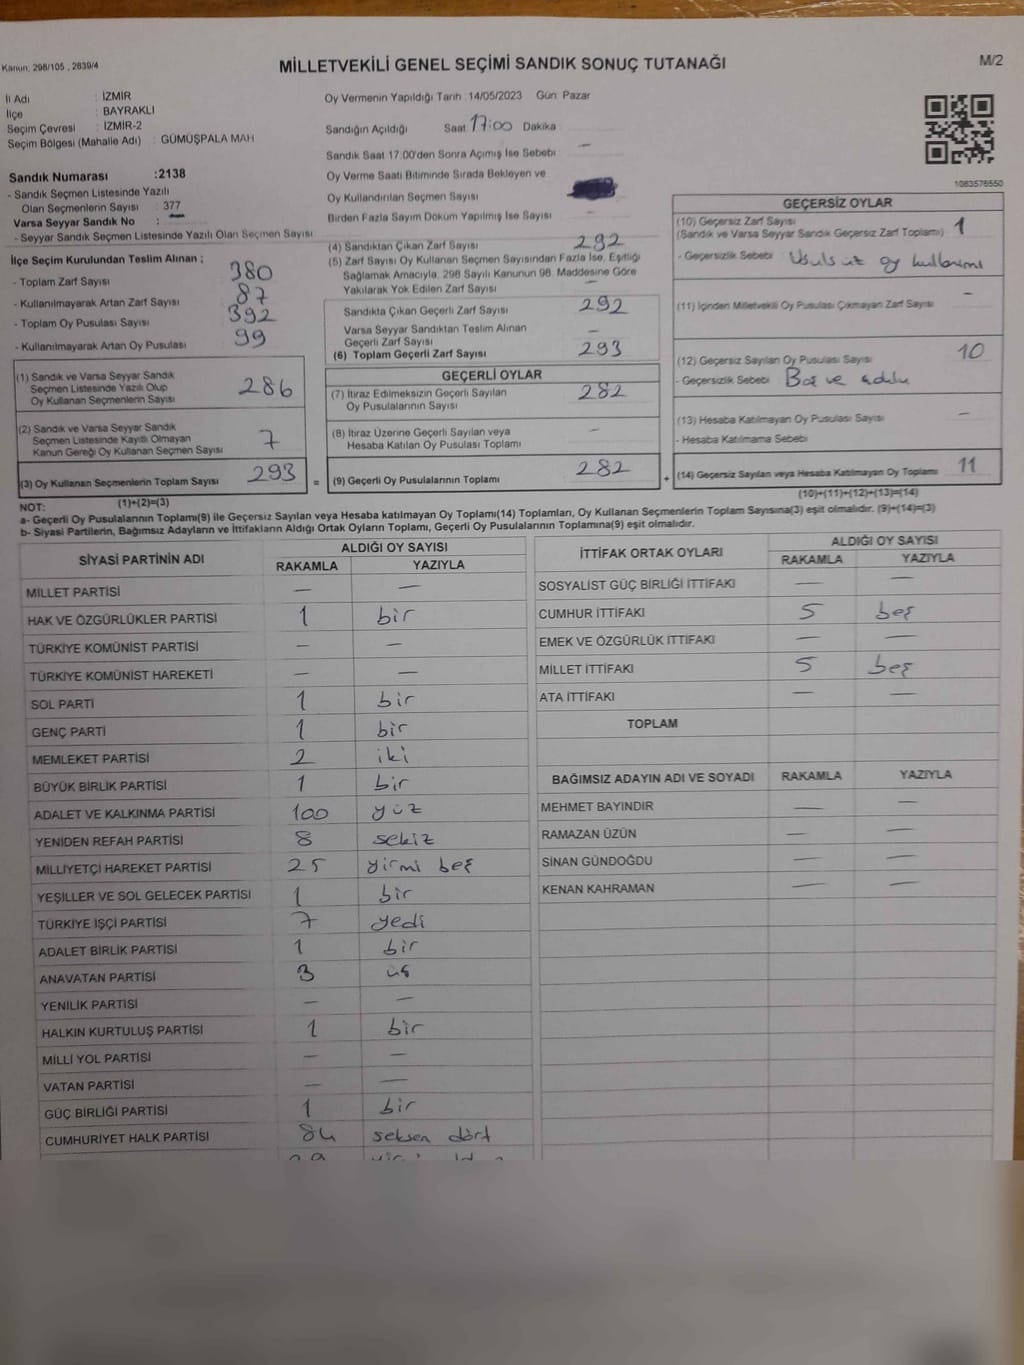 Kanun: 298/105 , 2839/4
MİLLETVEKİLİ GENEL SEÇİMİ SANDIK SONUÇ TUTANAĞI
M/2
İl Adı : İZMİR
İlçe : BAYRAKLI
Seçim Çevresi : İZMİR-2
Seçim Bölgesi (Mahalle Adı) : GÜMÜŞPALA MAH
Sandık Numarası :2138
- Sandık Seçmen Listesinde Yazılı
Olan Seçmenlerin Sayısı : 377
Varsa Seyyar Sandık No : —
- Seyyar Sandık Seçmen Listesinde Yazılı Olan Seçmen Sayısı
İlçe Seçim Kurulundan Teslim Alınan ;
- Toplam Zarf Sayısı 380
- Kullanılmayarak Artan Zarf Sayısı 87
- Toplam Oy Pusulası Sayısı 392
- Kullanılmayarak Artan Oy Pusulası 99
(1) Sandık ve Varsa Seyyar Sandık
Seçmen Listesinde Yazılı Olup
Oy Kullanan Seçmenlerin Sayısı 286
(2) Sandık ve Varsa Seyyar Sandık
Seçmen Listesinde Kayıtlı Olmayan
Kanun Gereği Oy Kullanan Seçmen Sayısı 7
(3) Oy Kullanan Seçmenlerin Toplam Sayısı 293 =
(1)+(2)=(3)
Oy Vermenin Yapıldığı Tarih :14/05/2023 Gün: Pazar
Sandığın Açıldığı Saat 17:00 Dakika
Sandık Saat 17:00'den Sonra Açımış İse Sebebi: —
Oy Verme Saati Bitiminde Sırada Bekleyen ve
Oy Kullandırılan Seçmen Sayısı
Birden Fazla Sayım Döküm Yapılmış İse Sayısı -
(4) Sandıktan Çıkan Zarf Sayısı 292
(5) Zarf Sayısı Oy Kullanan Seçmen Sayısından Fazla İse, Eşitliği
Sağlamak Amacıyla, 298 Sayılı Kanunun 98. Maddesine Göre
Yakılarak Yok Edilen Zarf Sayısı —
Sandıkta Çıkan Geçerli Zarf Sayısı 292
Varsa Seyyar Sandıktan Teslim Alınan
Geçerli Zarf Sayısı —
(6) Toplam Geçerli Zarf Sayısı 293
GEÇERLİ OYLAR
(7) İtiraz Edilmeksizin Geçerli Sayılan
Oy Pusulalarının Sayısı 282
(8) İtiraz Üzerine Geçerli Sayılan veya
Hesaba Katılan Oy Pusulası Toplamı —
(9) Geçerli Oy Pusulalarının Toplamı 282 +
1083576550
GEÇERSİZ OYLAR
(10) Geçersiz Zarf Sayısı 1
(Sandık ve Varsa Seyyar Sandık Geçersiz Zarf Toplamı)
- Geçersizlik Sebebi : Usulsüz oy kullanımı
(11) İçinden Milletvekili Oy Pusulası Çıkmayan Zarf Sayısı —
(12) Geçersiz Sayılan Oy Pusulası Sayısı 10
- Geçersizlik Sebebi : Boş ve
(13) Hesaba Katılmayan Oy Pusulası Sayısı —
- Hesaba Katılmama Sebebi
(14) Geçersiz Sayılan veya Hesaba Katılmayan Oy Toplamı 11
(10)+(11)+(12)+(13)=(14)
NOT:
a- Geçerli Oy Pusulalarının Toplamı(9) ile Geçersiz Sayılan veya Hesaba katılmayan Oy Toplamı(14) Toplamları, Oy Kullanan Seçmenlerin Toplam Sayısına(3) eşit olmalıdır. (9)+(14)=(3)
b- Siyasi Partilerin, Bağımsız Adayların ve İttifakların Aldığı Ortak Oyların Toplamı, Geçerli Oy Pusulalarının Toplamına(9) eşit olmalıdır.
SİYASİ PARTİNİN ADI ALDIĞI OY SAYISI
RAKAMLA YAZIYLA
MİLLET PARTİSİ — —
HAK VE ÖZGÜRLÜKLER PARTİSİ 1 bir
TÜRKİYE KOMÜNİST PARTİSİ — —
TÜRKİYE KOMÜNİST HAREKETİ — —
SOL PARTİ 1 bir
GENÇ PARTİ 1 bir
MEMLEKET PARTİSİ 2 iki
BÜYÜK BİRLİK PARTİSİ 1 bir
ADALET VE KALKINMA PARTİSİ 100 yüz
YENİDEN REFAH PARTİSİ 8 sekiz
MİLLİYETÇİ HAREKET PARTİSİ 25 yirmi beş
YEŞİLLER VE SOL GELECEK PARTİSİ 1 bir
TÜRKİYE İŞÇİ PARTİSİ 7 yedi
ADALET BİRLİK PARTİSİ 1 bir
ANAVATAN PARTİSİ 3 üç
YENİLİK PARTİSİ — —
HALKIN KURTULUŞ PARTİSİ 1 bir
MİLLİ YOL PARTİSİ — —
VATAN PARTİSİ — —
GÜÇ BİRLİĞİ PARTİSİ 1 bir
CUMHURİYET HALK PARTİSİ 84 seksen dört
İTTİFAK ORTAK OYLARI ALDIĞI OY SAYISI
RAKAMLA YAZIYLA
SOSYALİST GÜÇ BİRLİĞİ İTTİFAKI — —
CUMHUR İTTİFAKI 5 beş
EMEK VE ÖZGÜRLÜK İTTİFAKI — —
MİLLET İTTİFAKI 5 beş
ATA İTTİFAKI — —
TOPLAM
BAĞIMSIZ ADAYIN ADI VE SOYADI RAKAMLA YAZIYLA
MEHMET BAYINDIR — —
RAMAZAN ÜZÜN — —
SİNAN GÜNDOĞDU — —
KENAN KAHRAMAN — —